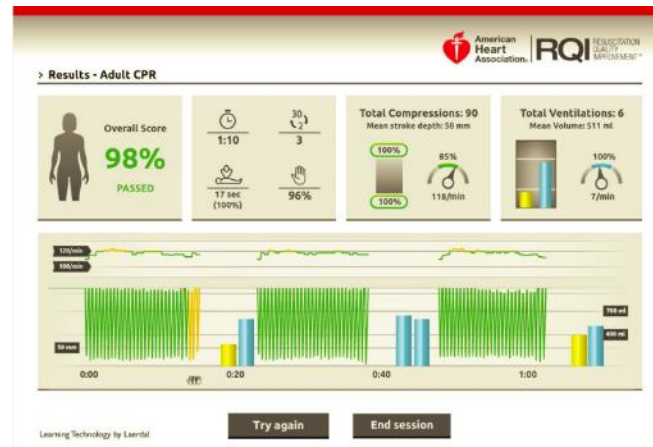 American
Heart
Association.
RQI
RESUSCITATION
QUALITY
IMPROVEMENT
> Results - Adult CPR
Overall Score
98%
PASSED
1:10
30
2
3
17 sec
(100%)
96%
Total Compressions: 90
Mean stroke depth: 58 mm
100%
100%
85%
118/min
Total Ventilations: 6
Mean Volume: 511 ml
100%
7/min
120/min
100/min
50 mm
700 ml
400 ml
0:00
0:20
0:40
1:00
Learning Technology by Laerdal
Try again
End session